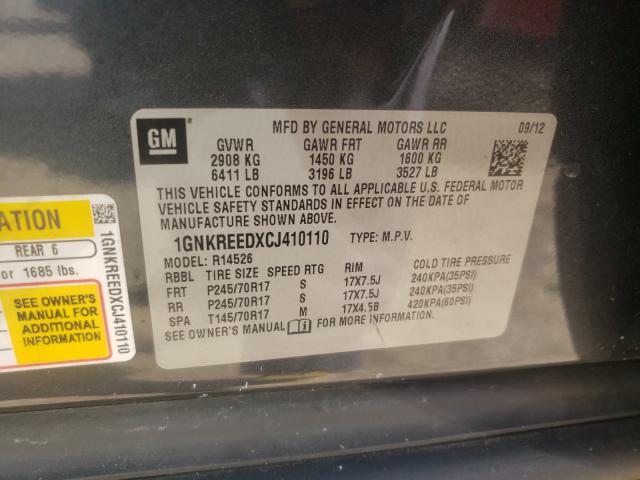 MFD BY GENERAL MOTORS LLC 09/12
GM
GVWR GAWR FRT GAWR RR
2908 KG 1450 KG 1600 KG
6411 LB 3196 LB 3527 LB
THIS VEHICLE CONFORMS TO ALL APPLICABLE U.S. FEDERAL MOTOR
VEHICLE SAFETY STANDARDS IN EFFECT ON THE DATE OF
MANUFACTURE SHOWN ABOVE.
1GNKREEDXCJ410110 TYPE: M.P.V.
MODEL: R14526
RBBL TIRE SIZE SPEED RTG RIM COLD TIRE PRESSURE
FRT P245/70R17 S 17X7.5J 240KPA(35PSI)
RR P245/70R17 S 17X7.5J 240KPA(35PSI)
SPA T145/70R17 M 17X4.5B 420KPA(60PSI)
SEE OWNER'S MANUAL FOR MORE INFORMATION
ATION
REAR 6
or 1685 lbs.
SEE OWNER'S
MANUAL FOR
ADDITIONAL
INFORMATION
1GNKREEDXCJ410110